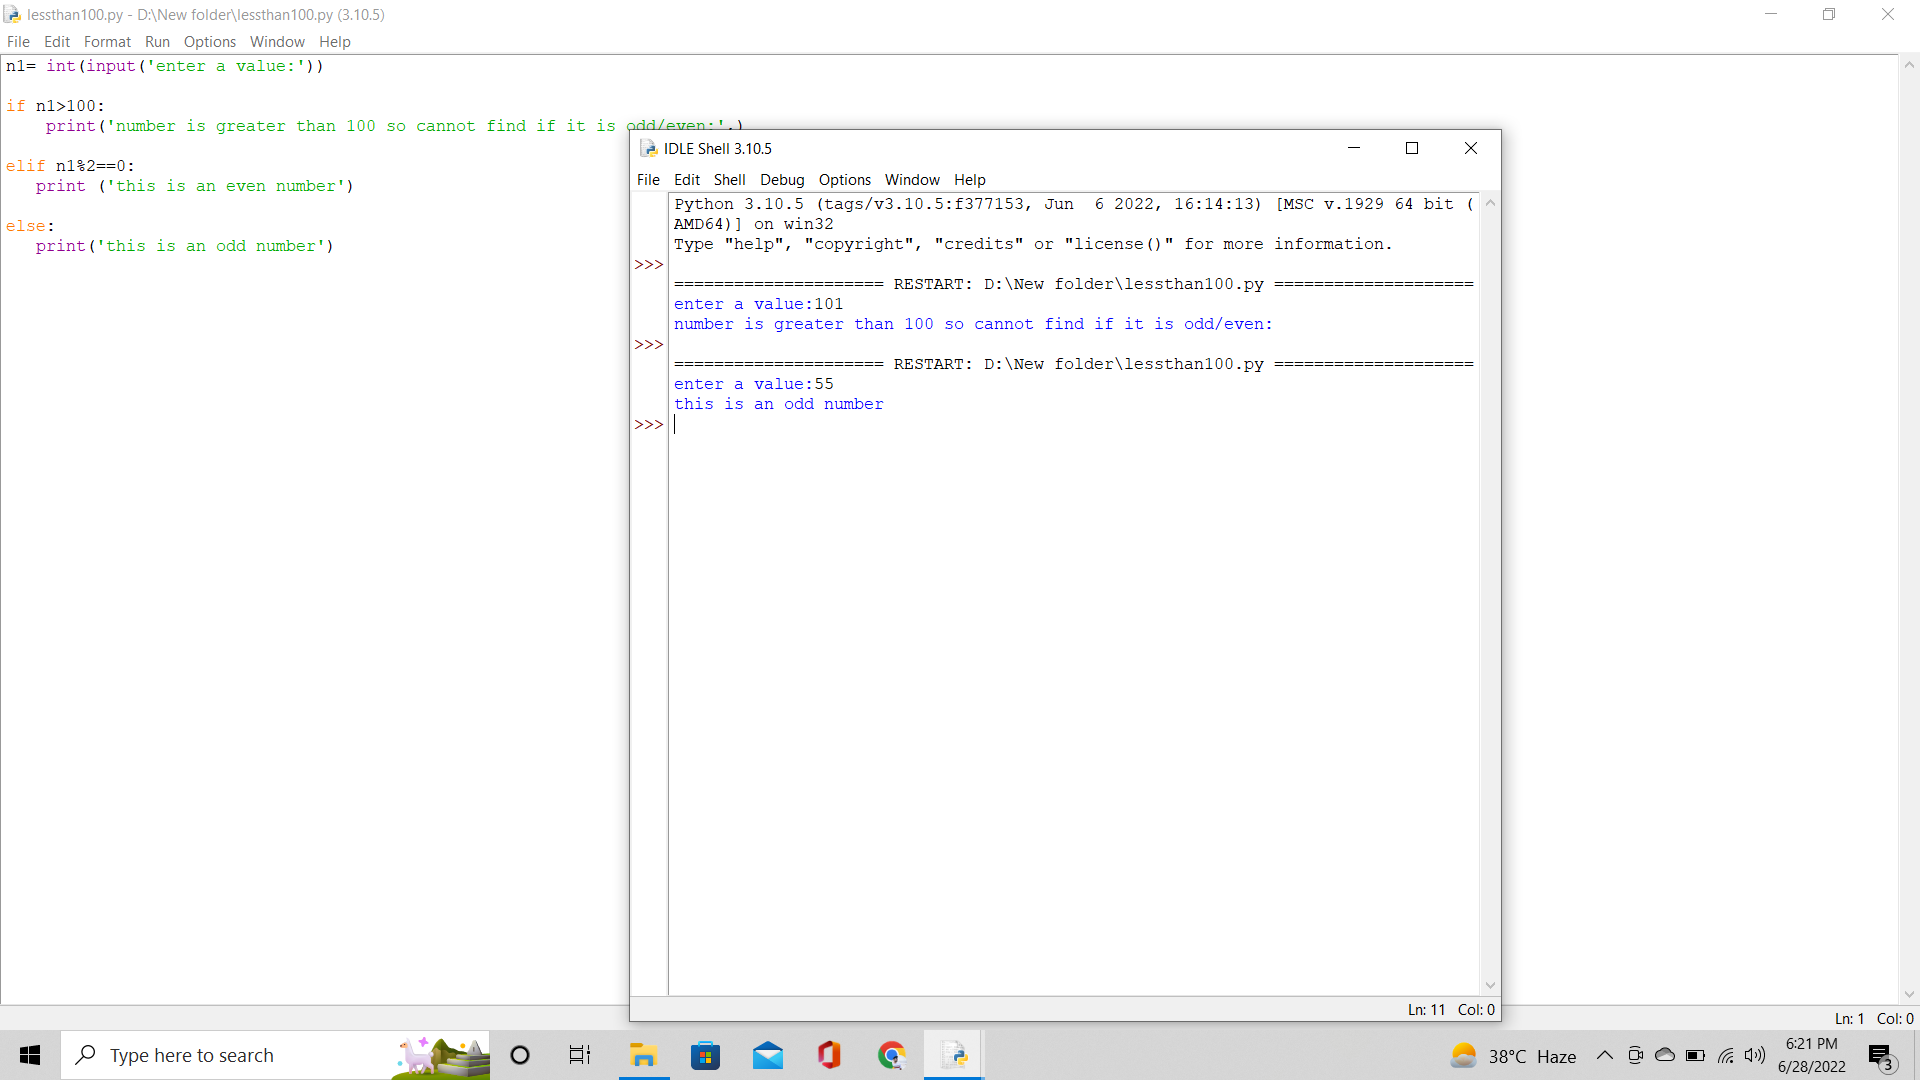 lessthan100.py - D:\New folder\lessthan100.py (3.10.5)
File Edit Format Run Options Window Help
n1= int(input('enter a value:'))
if n1>100:
    print('number is greater than 100 so cannot find if it is odd/even:',)
elif n1%2==0:
   print ('this is an even number')
else:
   print('this is an odd number')
IDLE Shell 3.10.5
File Edit Shell Debug Options Window Help
Python 3.10.5 (tags/v3.10.5:f377153, Jun  6 2022, 16:14:13) [MSC v.1929 64 bit (
AMD64)] on win32
Type "help", "copyright", "credits" or "license()" for more information.
>>>
===================== RESTART: D:\New folder\lessthan100.py ====================
enter a value:101
number is greater than 100 so cannot find if it is odd/even:
>>>
===================== RESTART: D:\New folder\lessthan100.py ====================
enter a value:55
this is an odd number
>>>
Ln: 11 Col: 0
Ln: 1 Col: 0
Type here to search
38°C Haze
6:21 PM
6/28/2022
3